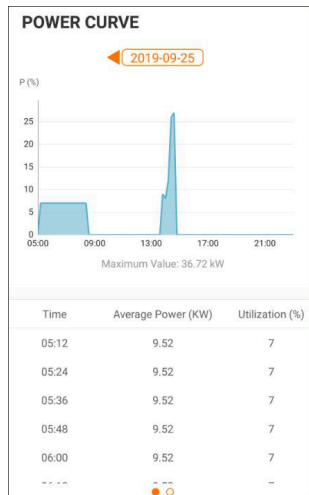 POWER CURVE
2019-09-25
P (%)
25
20
15
10
5
0
05:00 09:00 13:00 17:00 21:00
Maximum Value: 36.72 kW
Time Average Power (KW) Utilization (%)
05:12 9.52 7
05:24 9.52 7
05:36 9.52 7
05:48 9.52 7
06:00 9.52 7